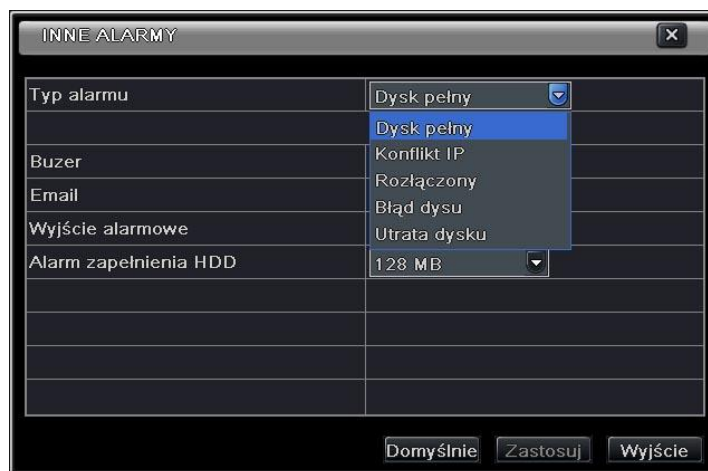 INNE ALARMY
Typ alarmu Dysk pełny
Dysk pełny
Buzer Konflikt IP
Rozłączony
Email
Błąd dysu
Wyjście alarmowe Utrata dysku
Alarm zapełnienia HDD 128 MB
Domyślnie Zastosuj Wyjście